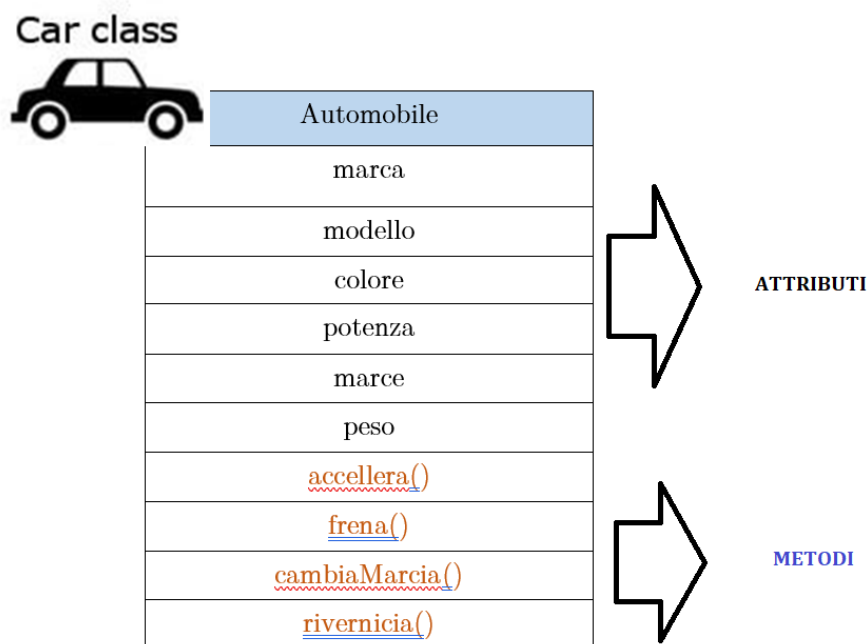 Car class
Automobile
marca
modello
colore
potenza
marce
peso
accellera()
frena()
cambiaMarcia()
rivernicia()
ATTRIBUTI
METODI